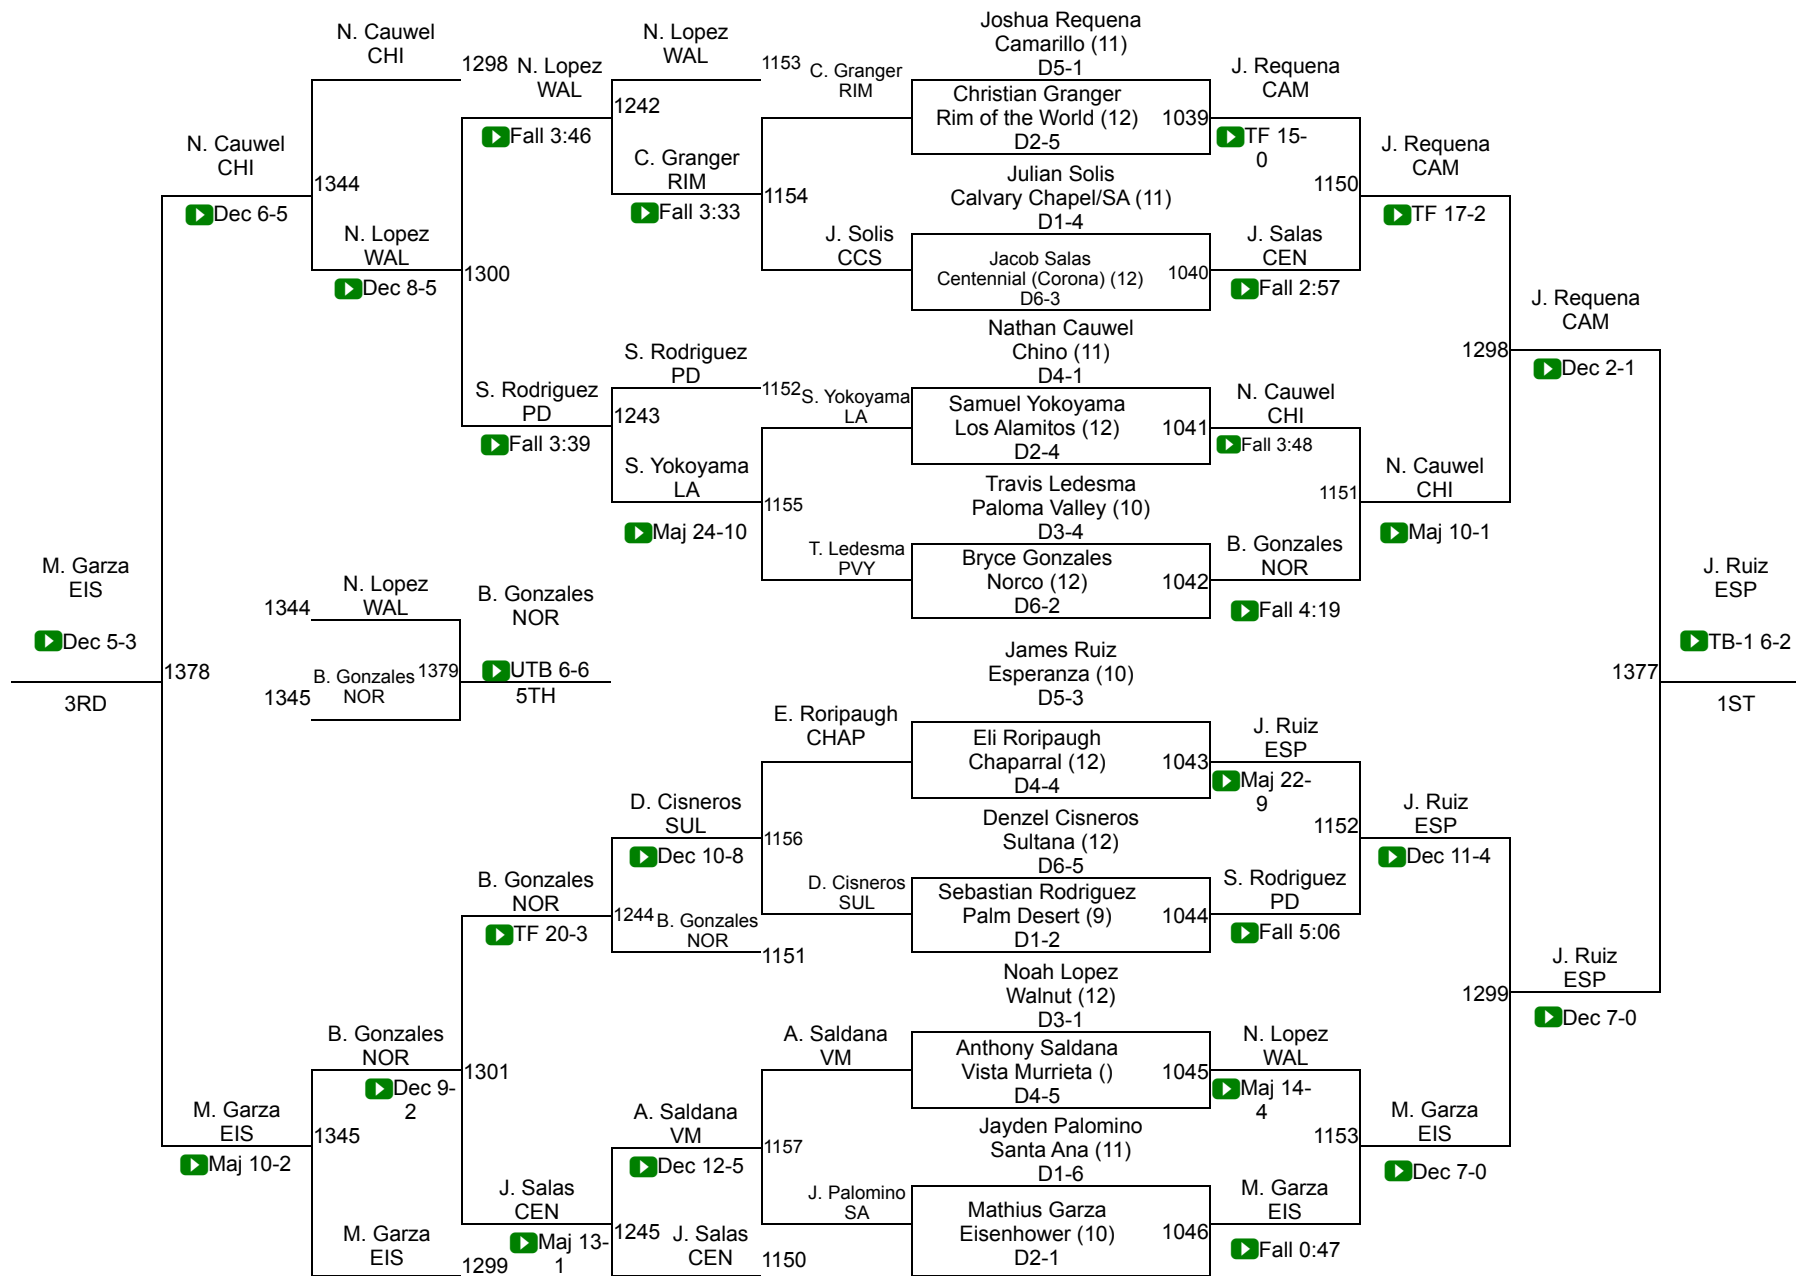 N. Cauwel
CHI
1298
N. Lopez
WAL
N. Lopez
WAL
1153
C. Granger
RIM
Joshua Requena
Camarillo (11)
D5-1
Christian Granger
Rim of the World (12)
D2-5
1039
J. Requena
CAM
TF 15-
0
N. Cauwel
CHI
Dec 6-5
1344
Fall 3:46
1242
C. Granger
RIM
Fall 3:33
1154
Julian Solis
Calvary Chapel/SA (11)
D1-4
1150
J. Requena
CAM
TF 17-2
N. Lopez
WAL
Dec 8-5
1300
J. Solis
CCS
Jacob Salas
Centennial (Corona) (12)
D6-3
1040
J. Salas
CEN
Fall 2:57
J. Requena
CAM
Dec 2-1
1298
S. Rodriguez
PD
Fall 3:39
S. Rodriguez
PD
1152
1243
S. Yokoyama
LA
Nathan Cauwel
Chino (11)
D4-1
Samuel Yokoyama
Los Alamitos (12)
D2-4
1041
N. Cauwel
CHI
Fall 3:48
S. Yokoyama
LA
Maj 24-10
1155
Travis Ledesma
Paloma Valley (10)
D3-4
1151
N. Cauwel
CHI
Maj 10-1
T. Ledesma
PVY
Bryce Gonzales
Norco (12)
D6-2
1042
B. Gonzales
NOR
Fall 4:19
M. Garza
EIS
Dec 5-3
3RD
1378
1344
N. Lopez
WAL
1345
B. Gonzales
NOR
1379
B. Gonzales
NOR
UTB 6-6
5TH
J. Ruiz
ESP
TB-1 6-2
1377
1ST
James Ruiz
Esperanza (10)
D5-3
E. Roripaugh
CHAP
Eli Roripaugh
Chaparral (12)
D4-4
1043
J. Ruiz
ESP
Maj 22-
9
D. Cisneros
SUL
Dec 10-8
1156
Denzel Cisneros
Sultana (12)
D6-5
1152
J. Ruiz
ESP
Dec 11-4
B. Gonzales
NOR
TF 20-3
1244
B. Gonzales
NOR
1151
D. Cisneros
SUL
Sebastian Rodriguez
Palm Desert (9)
D1-2
1044
S. Rodriguez
PD
Fall 5:06
J. Ruiz
ESP
Dec 7-0
1299
Noah Lopez
Walnut (12)
D3-1
B. Gonzales
NOR
Dec 9-
2
1301
A. Saldana
VM
Anthony Saldana
Vista Murrieta ()
D4-5
1045
N. Lopez
WAL
Maj 14-
4
M. Garza
EIS
Maj 10-2
1345
A. Saldana
VM
Dec 12-5
1157
Jayden Palomino
Santa Ana (11)
D1-6
1153
M. Garza
EIS
Dec 7-0
M. Garza
EIS
1299
J. Salas
CEN
Maj 13-
1
1245
J. Salas
CEN
1150
J. Palomino
SA
Mathius Garza
Eisenhower (10)
D2-1
1046
M. Garza
EIS
Fall 0:47